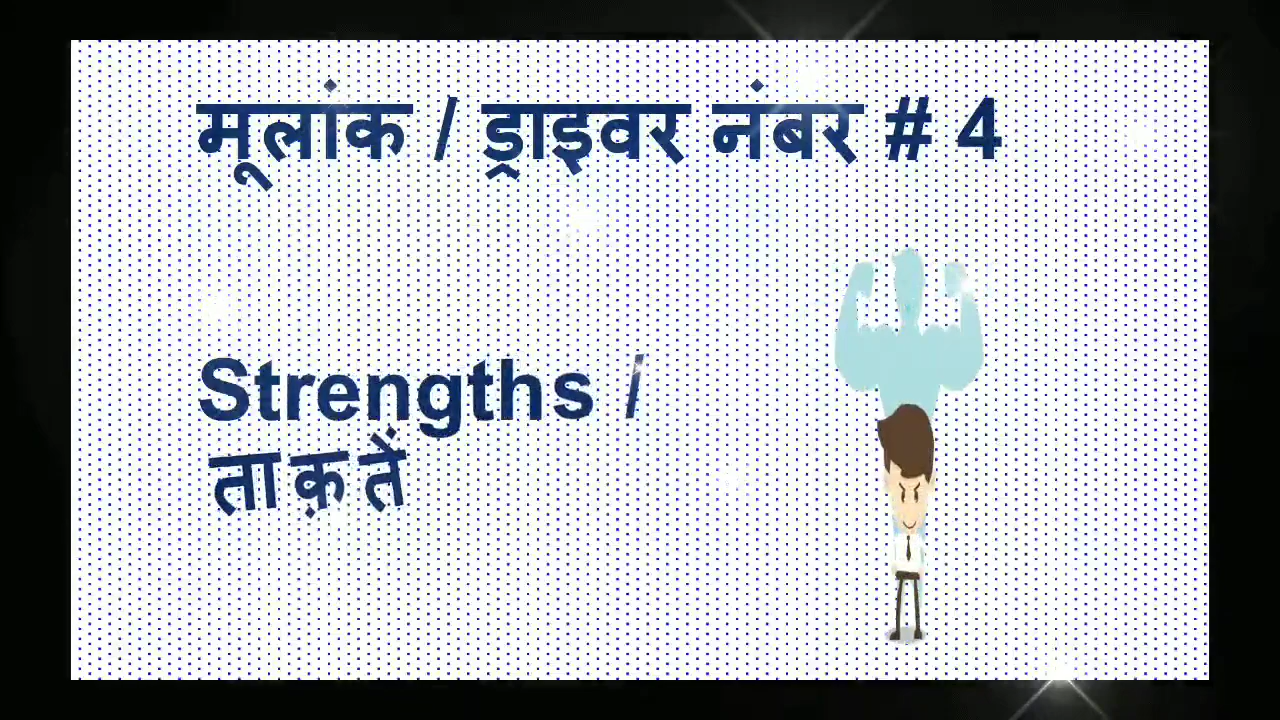 मूलांक / ड्राइवर नंबर # 4
Strengths /
ताक़तें